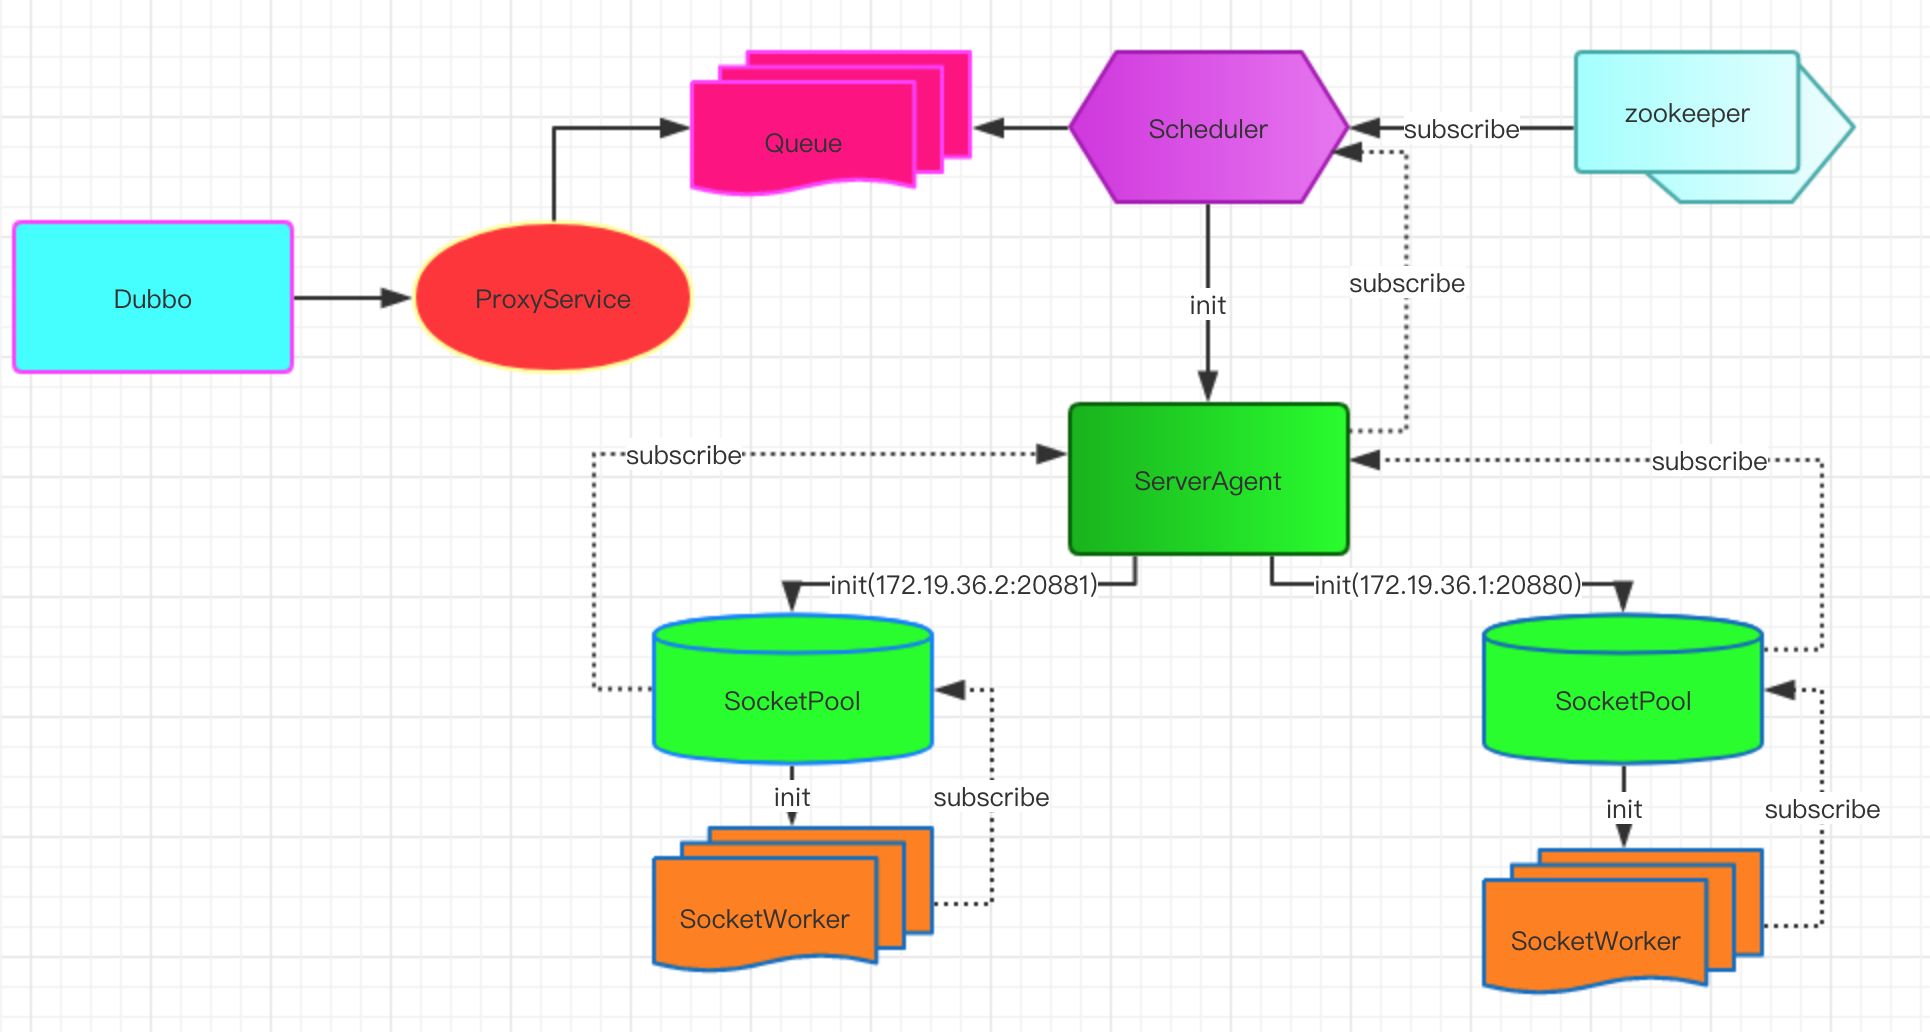 Queue
Scheduler
subscribe
zookeeper
Dubbo
ProxyService
subscribe
init
subscribe
ServerAgent
subscribe
init(172.19.36.2:20881)
init(172.19.36.1:20880)
SocketPool
SocketPool
init
subscribe
init
subscribe
SocketWorker
SocketWorker